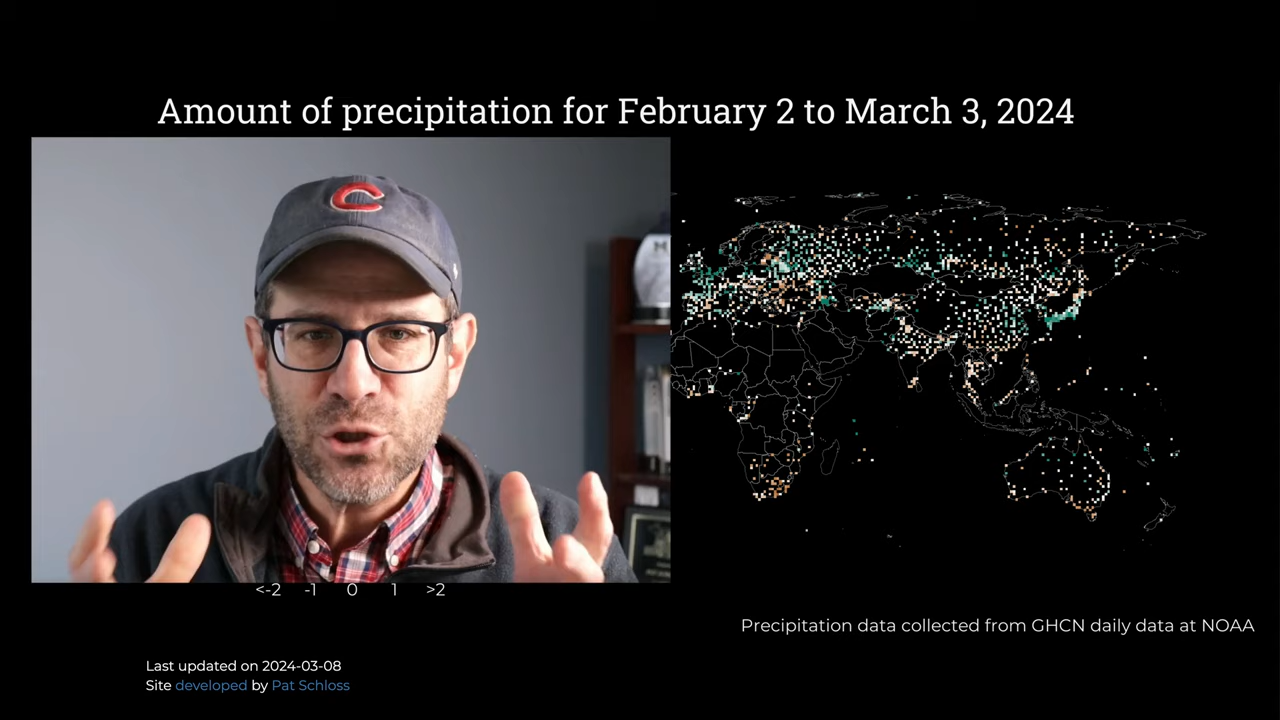 Amount of precipitation for February 2 to March 3, 2024
C
<-2 -1 0 1 >2
Precipitation data collected from GHCN daily data at NOAA
Last updated on 2024-03-08
Site developed by Pat Schloss